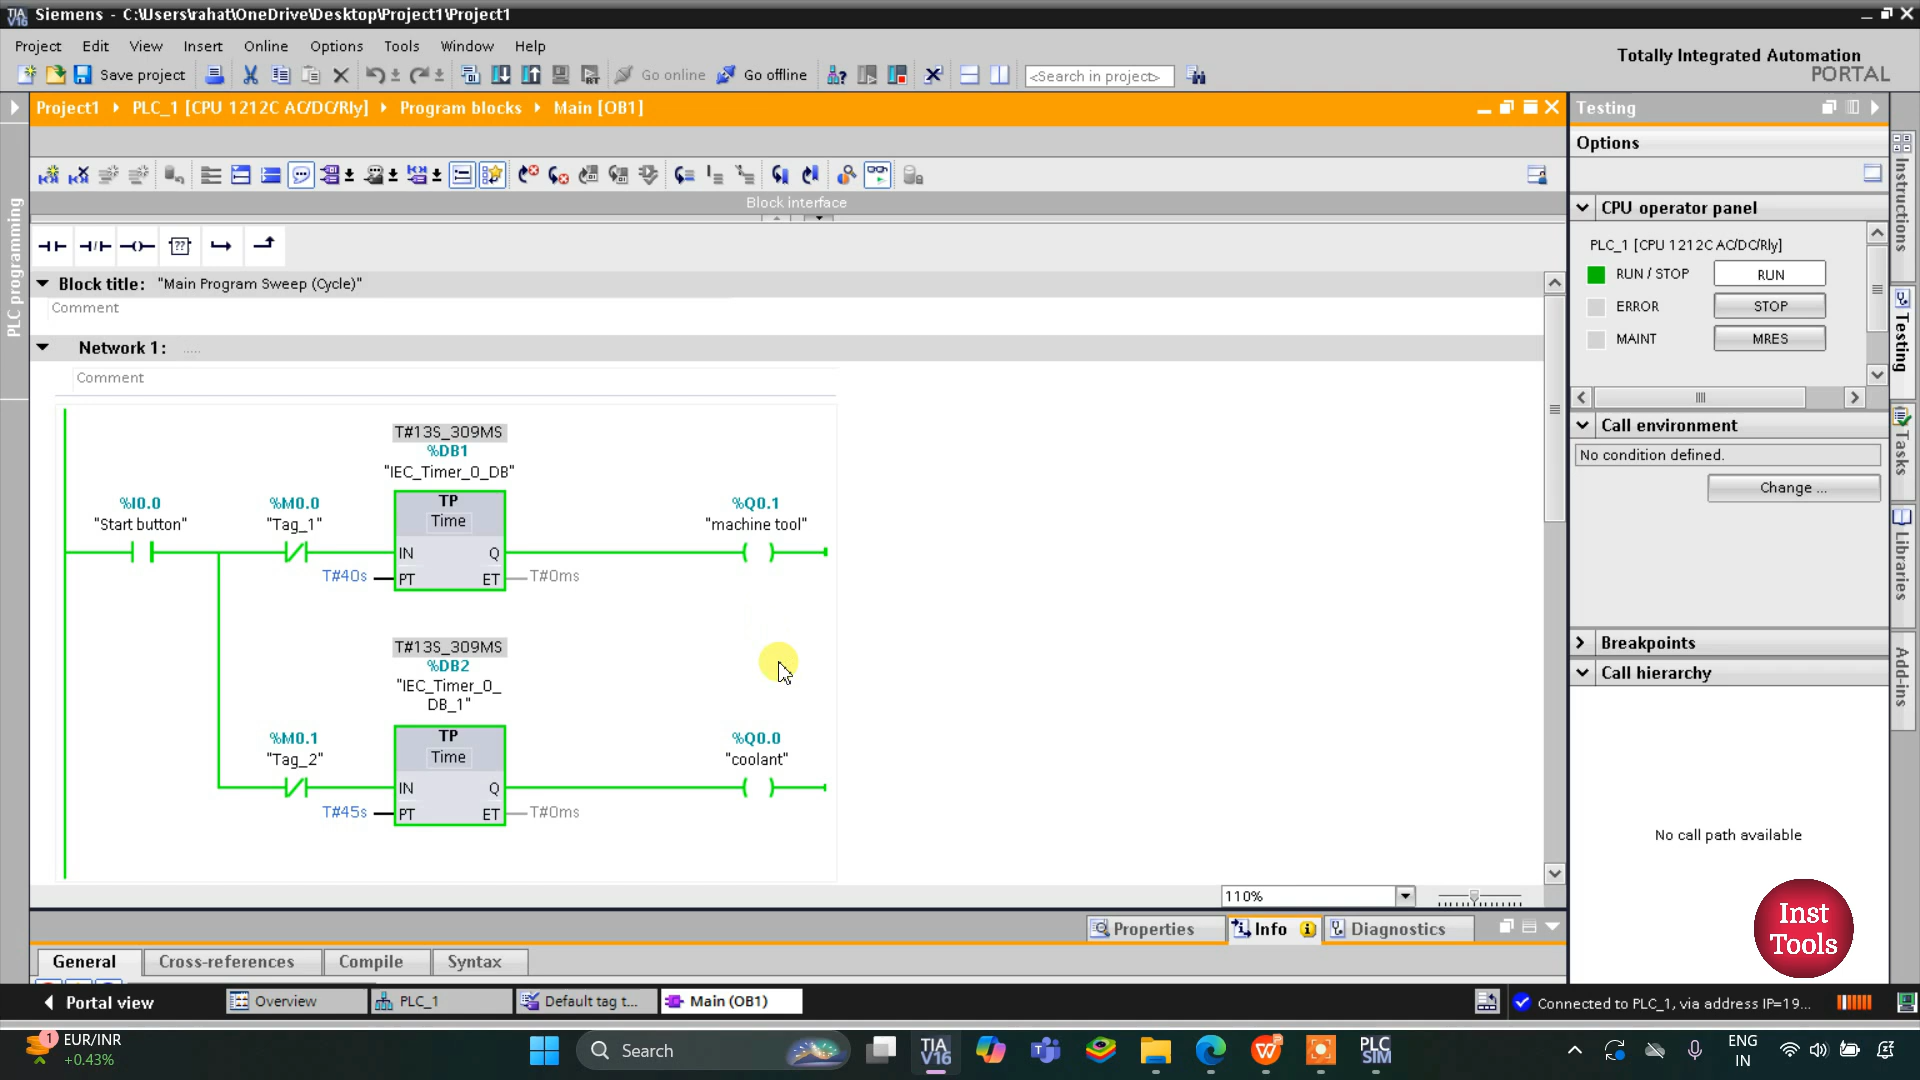 TIA
V16
Siemens - C:\Users\rahat\OneDrive\Desktop\Project1\Project1
Project Edit View Insert Online Options Tools Window Help
Totally Integrated Automation
PORTAL
Save project
Go online
Go offline
<Search in project>
Project1 PLC_1 [CPU 1212C AC/DC/Rly] Program blocks Main [OB1]
Testing
Options
Block interface
CPU operator panel
PLC_1 [CPU 1212C AC/DC/Rly]
RUN / STOP RUN
ERROR STOP
MAINT MRES
Call environment
No condition defined.
Change ...
Breakpoints
Call hierarchy
No call path available
PLC programming
Instructions
Testing
Tasks
Libraries
Add-ins
??
Block title: "Main Program Sweep (Cycle)"
Comment
Network 1: .....
Comment
T#13S_309MS
%DB1
"IEC_Timer_0_DB"
%I0.0
"Start button"
%M0.0
"Tag_1"
TP
Time
%Q0.1
"machine tool"
IN Q
T#40s PT ET T#0ms
T#13S_309MS
%DB2
"IEC_Timer_0_
DB_1"
%M0.1
"Tag_2"
TP
Time
%Q0.0
"coolant"
IN Q
T#45s PT ET T#0ms
110%
Properties Info Diagnostics
General Cross-references Compile Syntax
Inst
Tools
Portal view Overview PLC_1 Default tag t... Main (OB1)
Connected to PLC_1, via address IP=19...
1
EUR/INR
+0.43%
Search
TIA
V16
PLC
SIM
ENG
IN